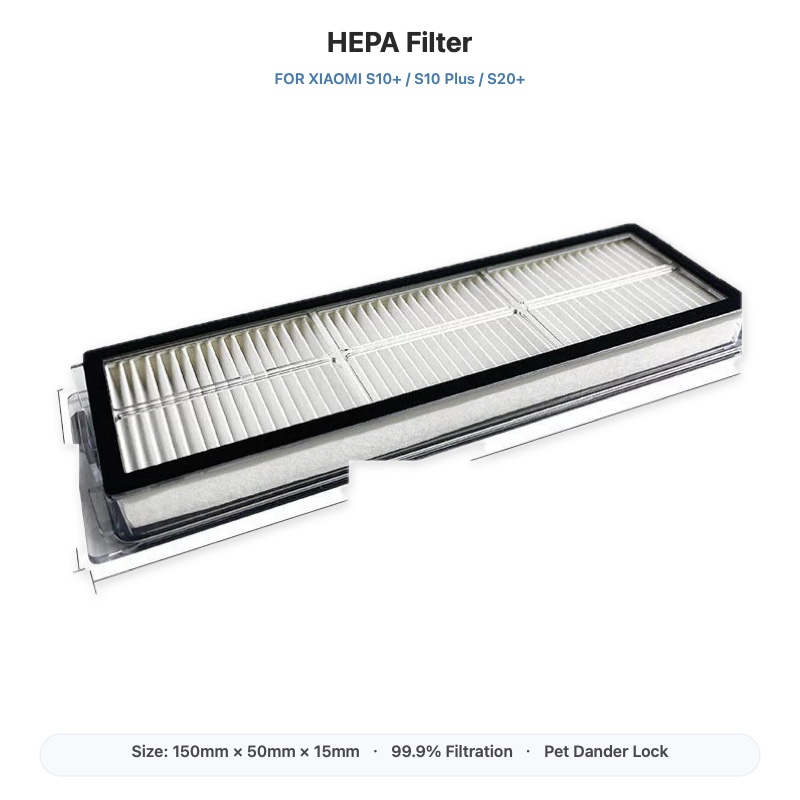 HEPA Filter
FOR XIAOMI S10+ / S10 Plus / S20+
Size: 150mm × 50mm × 15mm · 99.9% Filtration · Pet Dander Lock